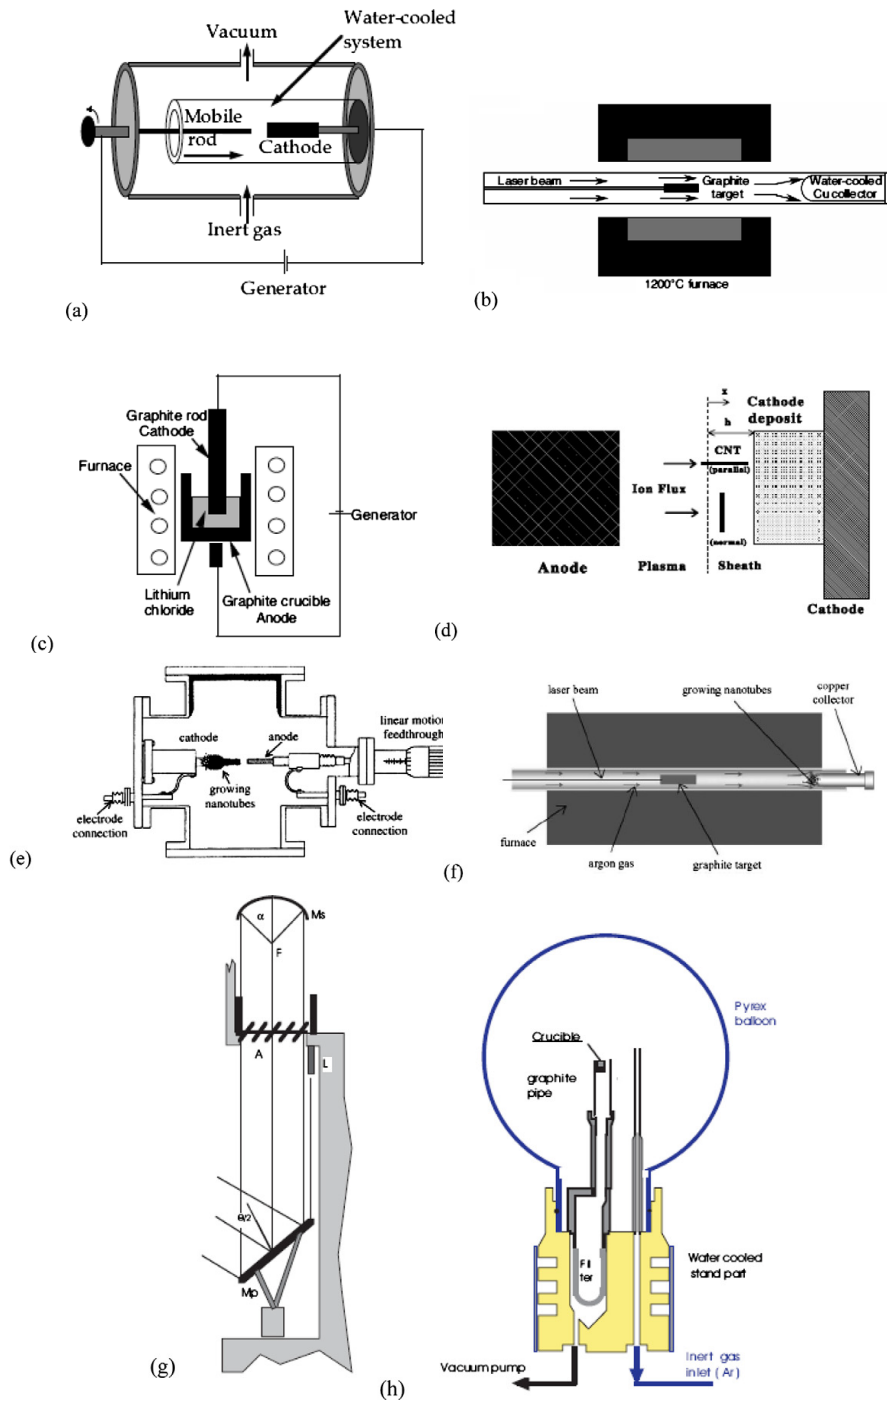 Vacuum
Water-cooled
system
Mobile
rod
Cathode
Inert gas
Generator
(a)
Laser beam
Graphite
target
Water-cooled
Cu collector
1200°C furnace
(b)
Graphite rod
Cathode
Furnace
Generator
Lithium
chloride
Graphite crucible
Anode
(c)
x
Cathode
deposit
h
CNT
(parallel)
Ion Flux
(normal)
Anode
Plasma
Sheath
Cathode
(d)
cathode
anode
linear motion
feedthrough
growing
nanotubes
electrode
connection
electrode
connection
(e)
laser beam
growing nanotubes
copper
collector
furnace
argon gas
graphite target
(f)
α
Ms
F
A
L
θ/2
Mp
(g)
Pyrex
balloon
Crucible
graphite
pipe
Fil
ter
Water cooled
stand part
Vacuum pump
Inert gas
inlet ( Ar )
(h)